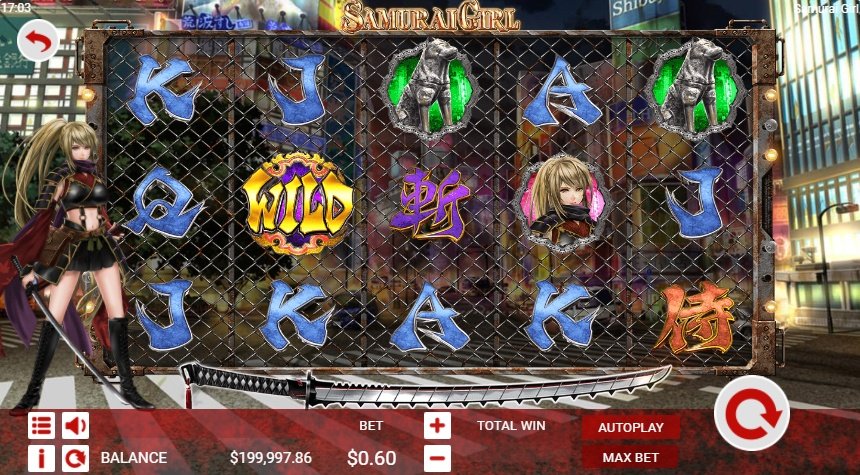 17:03
SAMURAI GIRL
Shiba
Samurai Girl
K J A
Q WILD 斬 J
J K A K 侍
BET TOTAL WIN AUTOPLAY
BALANCE $199,997.86 $0.60 MAX BET